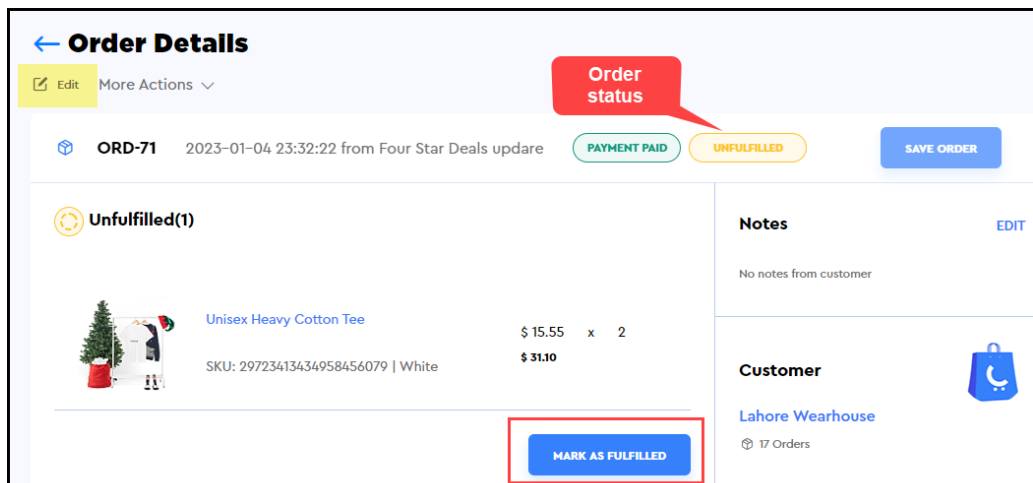 Order Details
Edit More Actions
Order
status
ORD-71 2023-01-04 23:32:22 from Four Star Deals updare PAYMENT PAID UNFULFILLED SAVE ORDER
Unfulfilled(1)
Notes EDIT
No notes from customer
Unisex Heavy Cotton Tee
$ 15.55 x 2
SKU: 29723413434958456079 | White
$ 31.10
Customer
Lahore Wearhouse
17 Orders
MARK AS FULFILLED